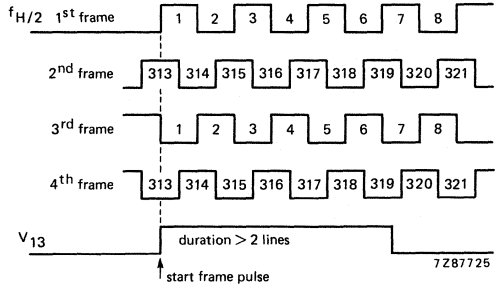 fH/2 1st frame 1 2 3 4 5 6 7 8
2nd frame 313 314 315 316 317 318 319 320 321
3rd frame 1 2 3 4 5 6 7 8
4th frame 313 314 315 316 317 318 319 320 321
V13 duration > 2 lines
7Z87725
start frame pulse